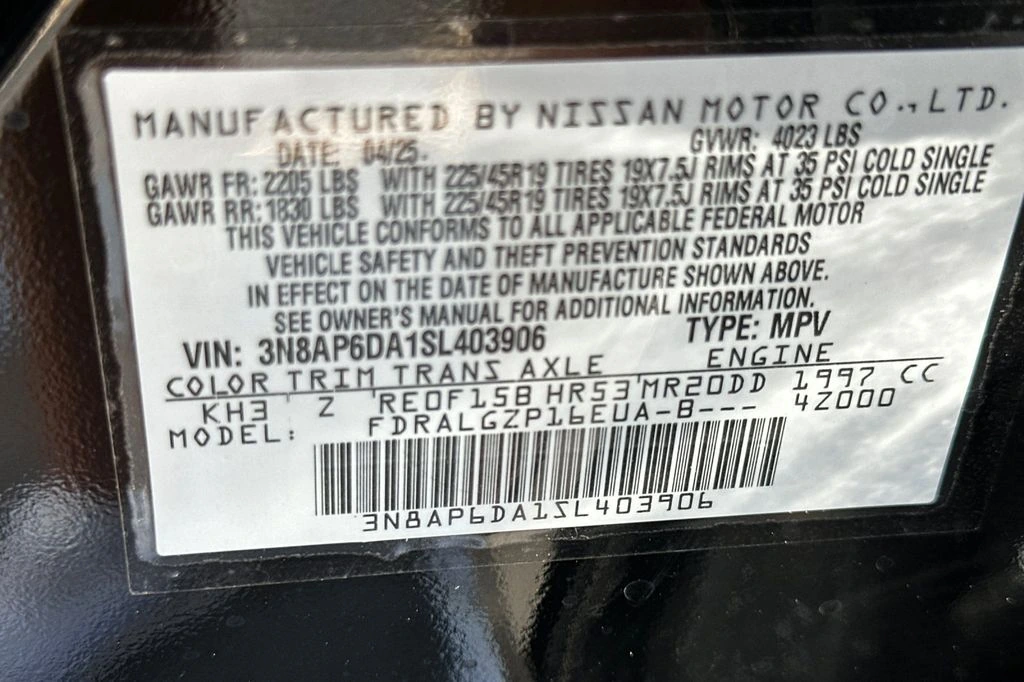 MANUFACTURED BY NISSAN MOTOR CO.,LTD.
DATE: 04/25 GVWR: 4023 LBS
GAWR FR: 2205 LBS WITH 225/45R19 TIRES 19X7.5J RIMS AT 35 PSI COLD SINGLE
GAWR RR: 1830 LBS WITH 225/45R19 TIRES 19X7.5J RIMS AT 35 PSI COLD SINGLE
THIS VEHICLE CONFORMS TO ALL APPLICABLE FEDERAL MOTOR
VEHICLE SAFETY AND THEFT PREVENTION STANDARDS
IN EFFECT ON THE DATE OF MANUFACTURE SHOWN ABOVE.
SEE OWNER'S MANUAL FOR ADDITIONAL INFORMATION.
VIN: 3N8AP6DA1SL403906 TYPE: MPV
COLOR TRIM TRANS AXLE ENGINE
KH3 Z RE0F15B HR53 MR20DD 1997 CC
MODEL: FDRALGZP16EUA-B--- 4Z000
3N8AP6DA1SL403906